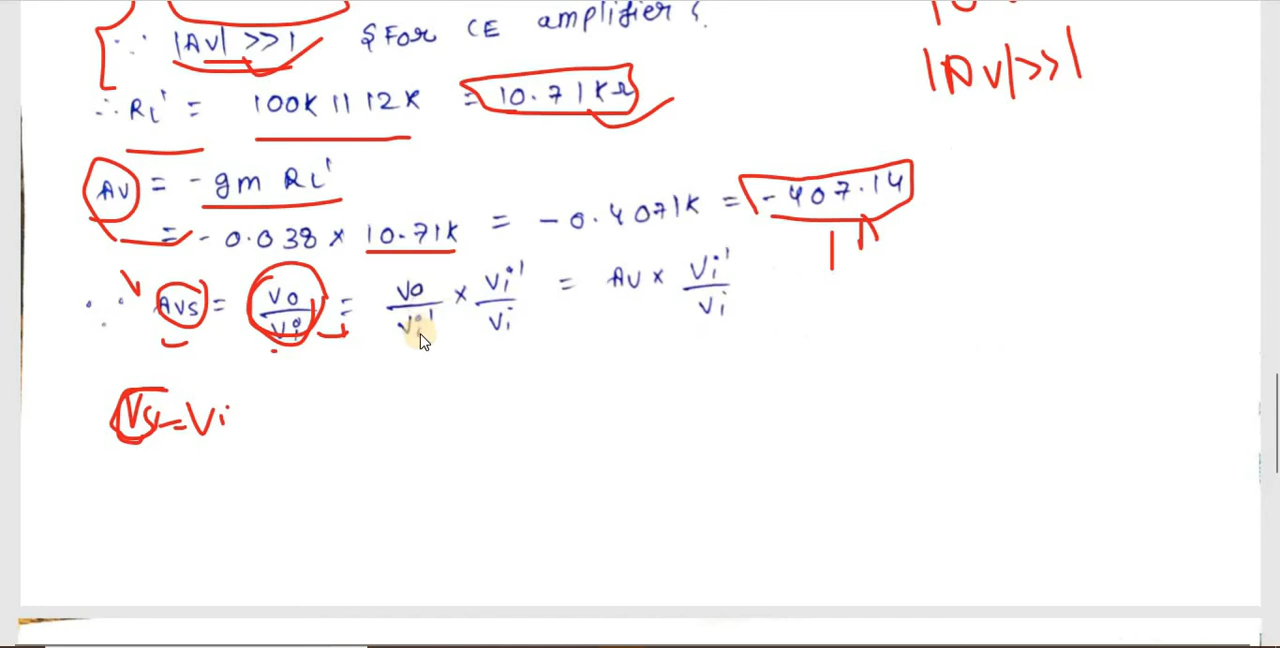 ∵ |Av| >> 1 {For CE amplifier}.
|Av| >> 1
∴ RL' = 100K || 12K = 10.71KΩ
AV = - gm RL'
= - 0.038 × 10.71K = - 0.4071K = - 407.14
∵ AVS = Vo/Vi = Vo/Vi' × Vi'/Vi = AV × Vi'/Vi
Vs = Vi